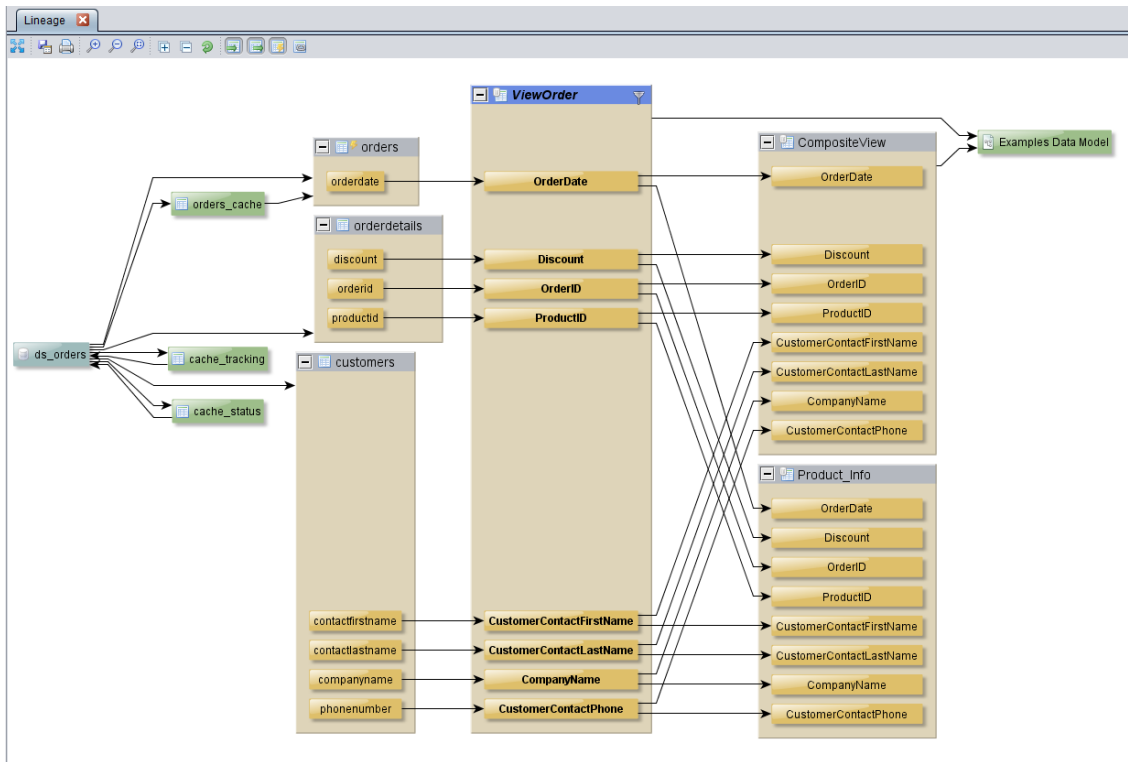 Lineage
ViewOrder
orders
CompositeView
Examples Data Model
orderdate
OrderDate
OrderDate
orders_cache
orderdetails
discount
Discount
Discount
orderid
OrderID
OrderID
productid
ProductID
ProductID
CustomerContactFirstName
ds_orders
cache_tracking
customers
CustomerContactLastName
CompanyName
cache_status
CustomerContactPhone
Product_Info
OrderDate
Discount
OrderID
ProductID
contactfirstname
CustomerContactFirstName
CustomerContactFirstName
contactlastname
CustomerContactLastName
CustomerContactLastName
companyname
CompanyName
CompanyName
phonenumber
CustomerContactPhone
CustomerContactPhone